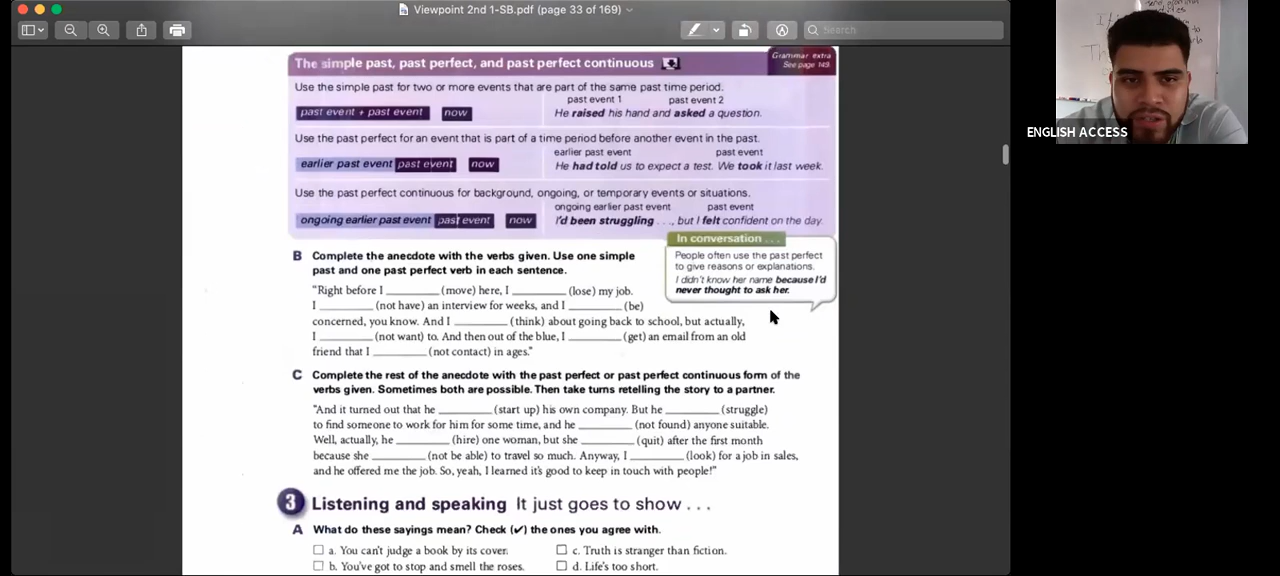 Viewpoint 2nd 1-SB.pdf (page 33 of 169)
Search
The simple past, past perfect, and past perfect continuous
Grammar extra
See page 149.
Use the simple past for two or more events that are part of the same past time period.
past event 1 past event 2
past event + past event now He raised his hand and asked a question.
Use the past perfect for an event that is part of a time period before another event in the past.
earlier past event past event
earlier past event past event now He had told us to expect a test. We took it last week.
Use the past perfect continuous for background, ongoing, or temporary events or situations.
ongoing earlier past event past event
ongoing earlier past event past event now I'd been struggling . . ., but I felt confident on the day.
In conversation . . .
People often use the past perfect
to give reasons or explanations.
I didn't know her name because I'd
never thought to ask her.
B Complete the anecdote with the verbs given. Use one simple
past and one past perfect verb in each sentence.
"Right before I ________ (move) here, I ________ (lose) my job.
I ________ (not have) an interview for weeks, and I ________ (be)
concerned, you know. And I ________ (think) about going back to school, but actually,
I ________ (not want) to. And then out of the blue, I ________ (get) an email from an old
friend that I ________ (not contact) in ages."
C Complete the rest of the anecdote with the past perfect or past perfect continuous form of the
verbs given. Sometimes both are possible. Then take turns retelling the story to a partner.
"And it turned out that he ________ (start up) his own company. But he ________ (struggle)
to find someone to work for him for some time, and he ________ (not found) anyone suitable.
Well, actually, he ________ (hire) one woman, but she ________ (quit) after the first month
because she ________ (not be able) to travel so much. Anyway, I ________ (look) for a job in sales,
and he offered me the job. So, yeah, I learned it's good to keep in touch with people!"
3 Listening and speaking It just goes to show . . .
A What do these sayings mean? Check (✓) the ones you agree with.
☐ a. You can't judge a book by its cover. ☐ c. Truth is stranger than fiction.
☐ b. You've got to stop and smell the roses. ☐ d. Life's too short.
ENGLISH ACCESS